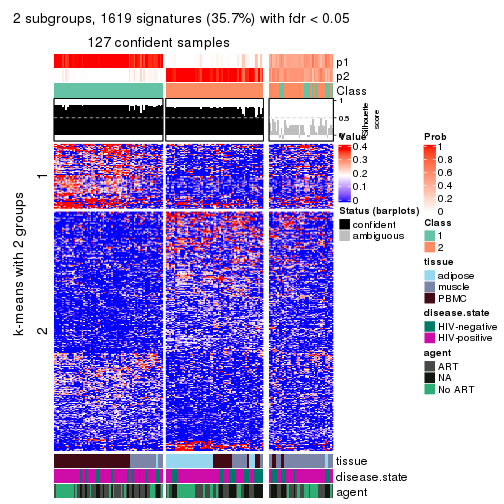 2 subgroups, 1619 signatures (35.7%) with fdr < 0.05
127 confident samples
p1
p2
Class
1
0.5
0
Silhouette
score
k-means with 2 groups
1
2
Value
0.4
0.3
0.2
0.1
0
Status (barplots)
confident
ambiguous
Prob
1
0.8
0.6
0.4
0.2
0
Class
1
2
tissue
adipose
muscle
PBMC
disease.state
HIV-negative
HIV-positive
agent
ART
NA
No ART
tissue
disease.state
agent